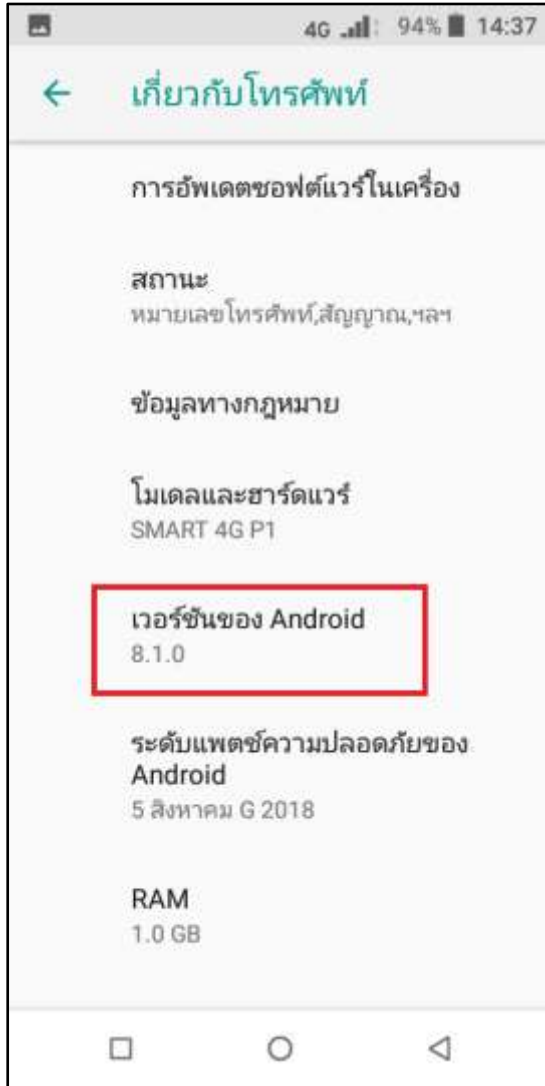 4G 94% 14:37
เกี่ยวกับโทรศัพท์
การอัพเดตซอฟต์แวร์ในเครื่อง
สถานะ
หมายเลขโทรศัพท์,สัญญาณ,ฯลฯ
ข้อมูลทางกฎหมาย
โมเดลและฮาร์ดแวร์
SMART 4G P1
เวอร์ชันของ Android
8.1.0
ระดับแพตช์ความปลอดภัยของ
Android
5 สิงหาคม G 2018
RAM
1.0 GB